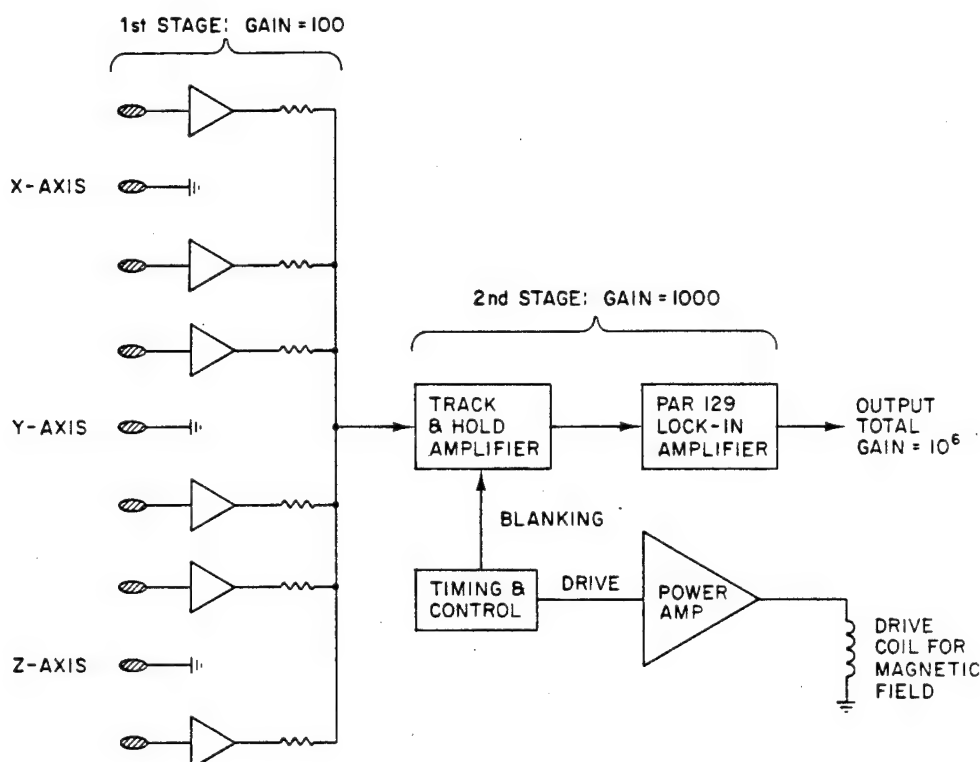 1st STAGE: GAIN = 100
X-AXIS
2nd STAGE: GAIN = 1000
TRACK
& HOLD
AMPLIFIER
PAR 129
LOCK-IN
AMPLIFIER
OUTPUT
TOTAL
GAIN = 10⁶
Y-AXIS
BLANKING
TIMING &
CONTROL
DRIVE
POWER
AMP
DRIVE
COIL FOR
MAGNETIC
FIELD
Z-AXIS